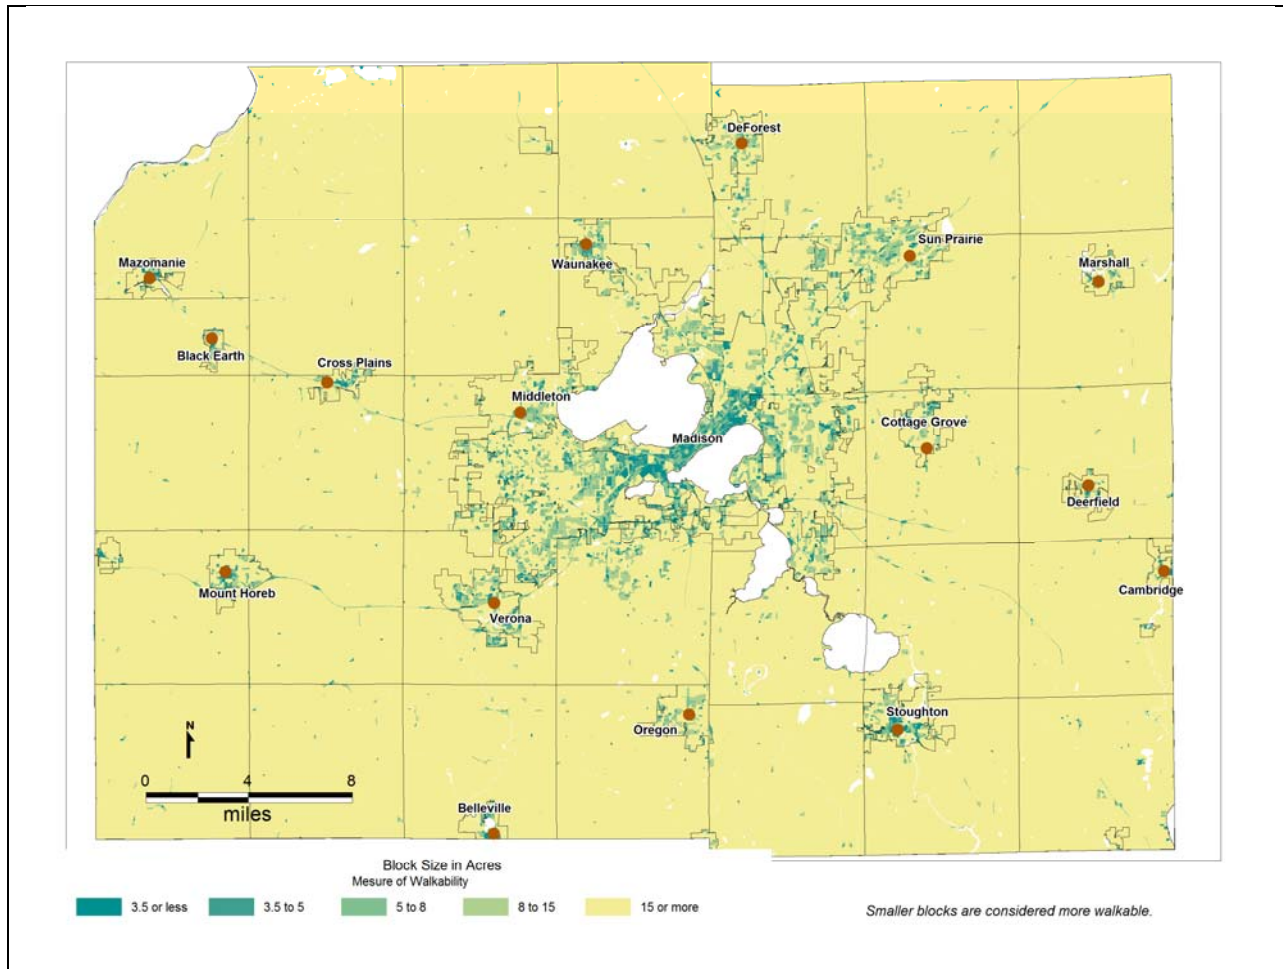 DeForest
Sun Prairie
Waunakee
Mazomanie
Marshall
Black Earth
Cross Plains
Middleton
Madison
Cottage Grove
Deerfield
Mount Horeb
Cambridge
Verona
Stoughton
Oregon
N
0 4 8
miles
Belleville
Block Size in Acres
Mesure of Walkability
3.5 or less 3.5 to 5 5 to 8 8 to 15 15 or more
Smaller blocks are considered more walkable.